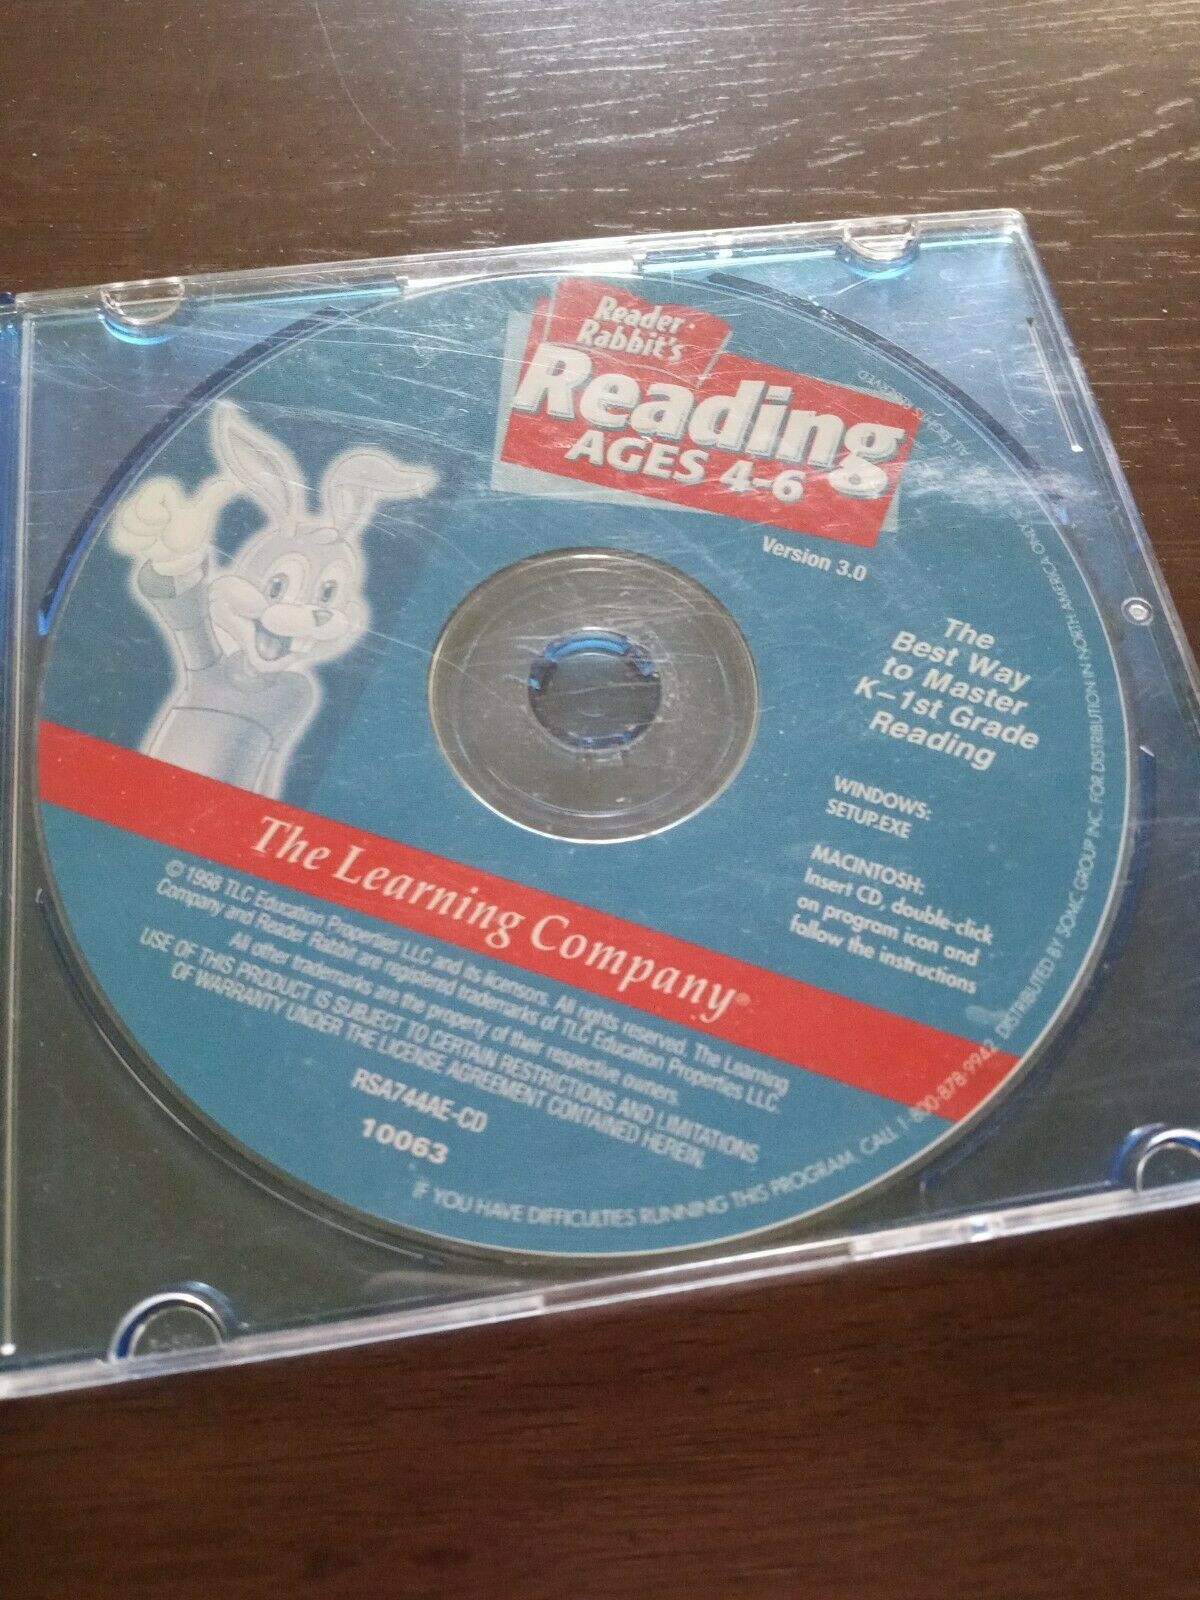 Reader
Rabbit's
Reading
AGES 4-6
Version 3.0
The
Best Way
to Master
K–1st Grade
Reading
WINDOWS:
SETUP.EXE
MACINTOSH:
Insert CD, double-click
on program icon and
follow the instructions
The Learning Company®
© 1998 TLC Education Properties LLC and its licensors. All rights reserved. The Learning
Company and Reader Rabbit are registered trademarks of TLC Education Properties LLC.
All other trademarks are the property of their respective owners.
USE OF THIS PRODUCT IS SUBJECT TO CERTAIN RESTRICTIONS AND LIMITATIONS
OF WARRANTY UNDER THE LICENSE AGREEMENT CONTAINED HEREIN.
RSA744AE-CD
10063
IF YOU HAVE DIFFICULTIES RUNNING THIS PROGRAM, CALL 1-800-878-9942 DISTRIBUTED BY SOMC GROUP INC. FOR DISTRIBUTION IN NORTH AMERICA ONLY. ALL